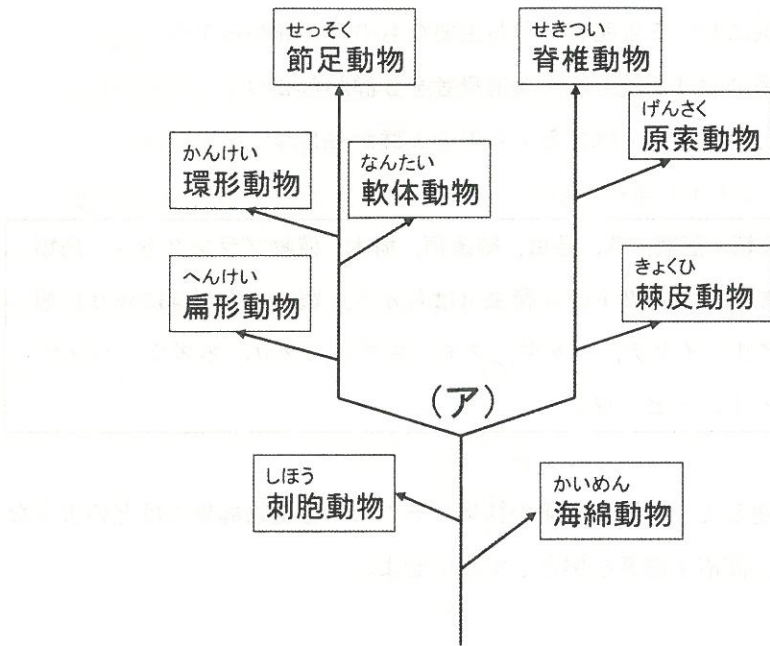 せっそく
節足動物
せきつい
脊椎動物
げんさく
原索動物
かんけい
環形動物
なんたい
軟体動物
へんけい
扁形動物
きょくひ
棘皮動物
(ア)
しほう
刺胞動物
かいめん
海綿動物